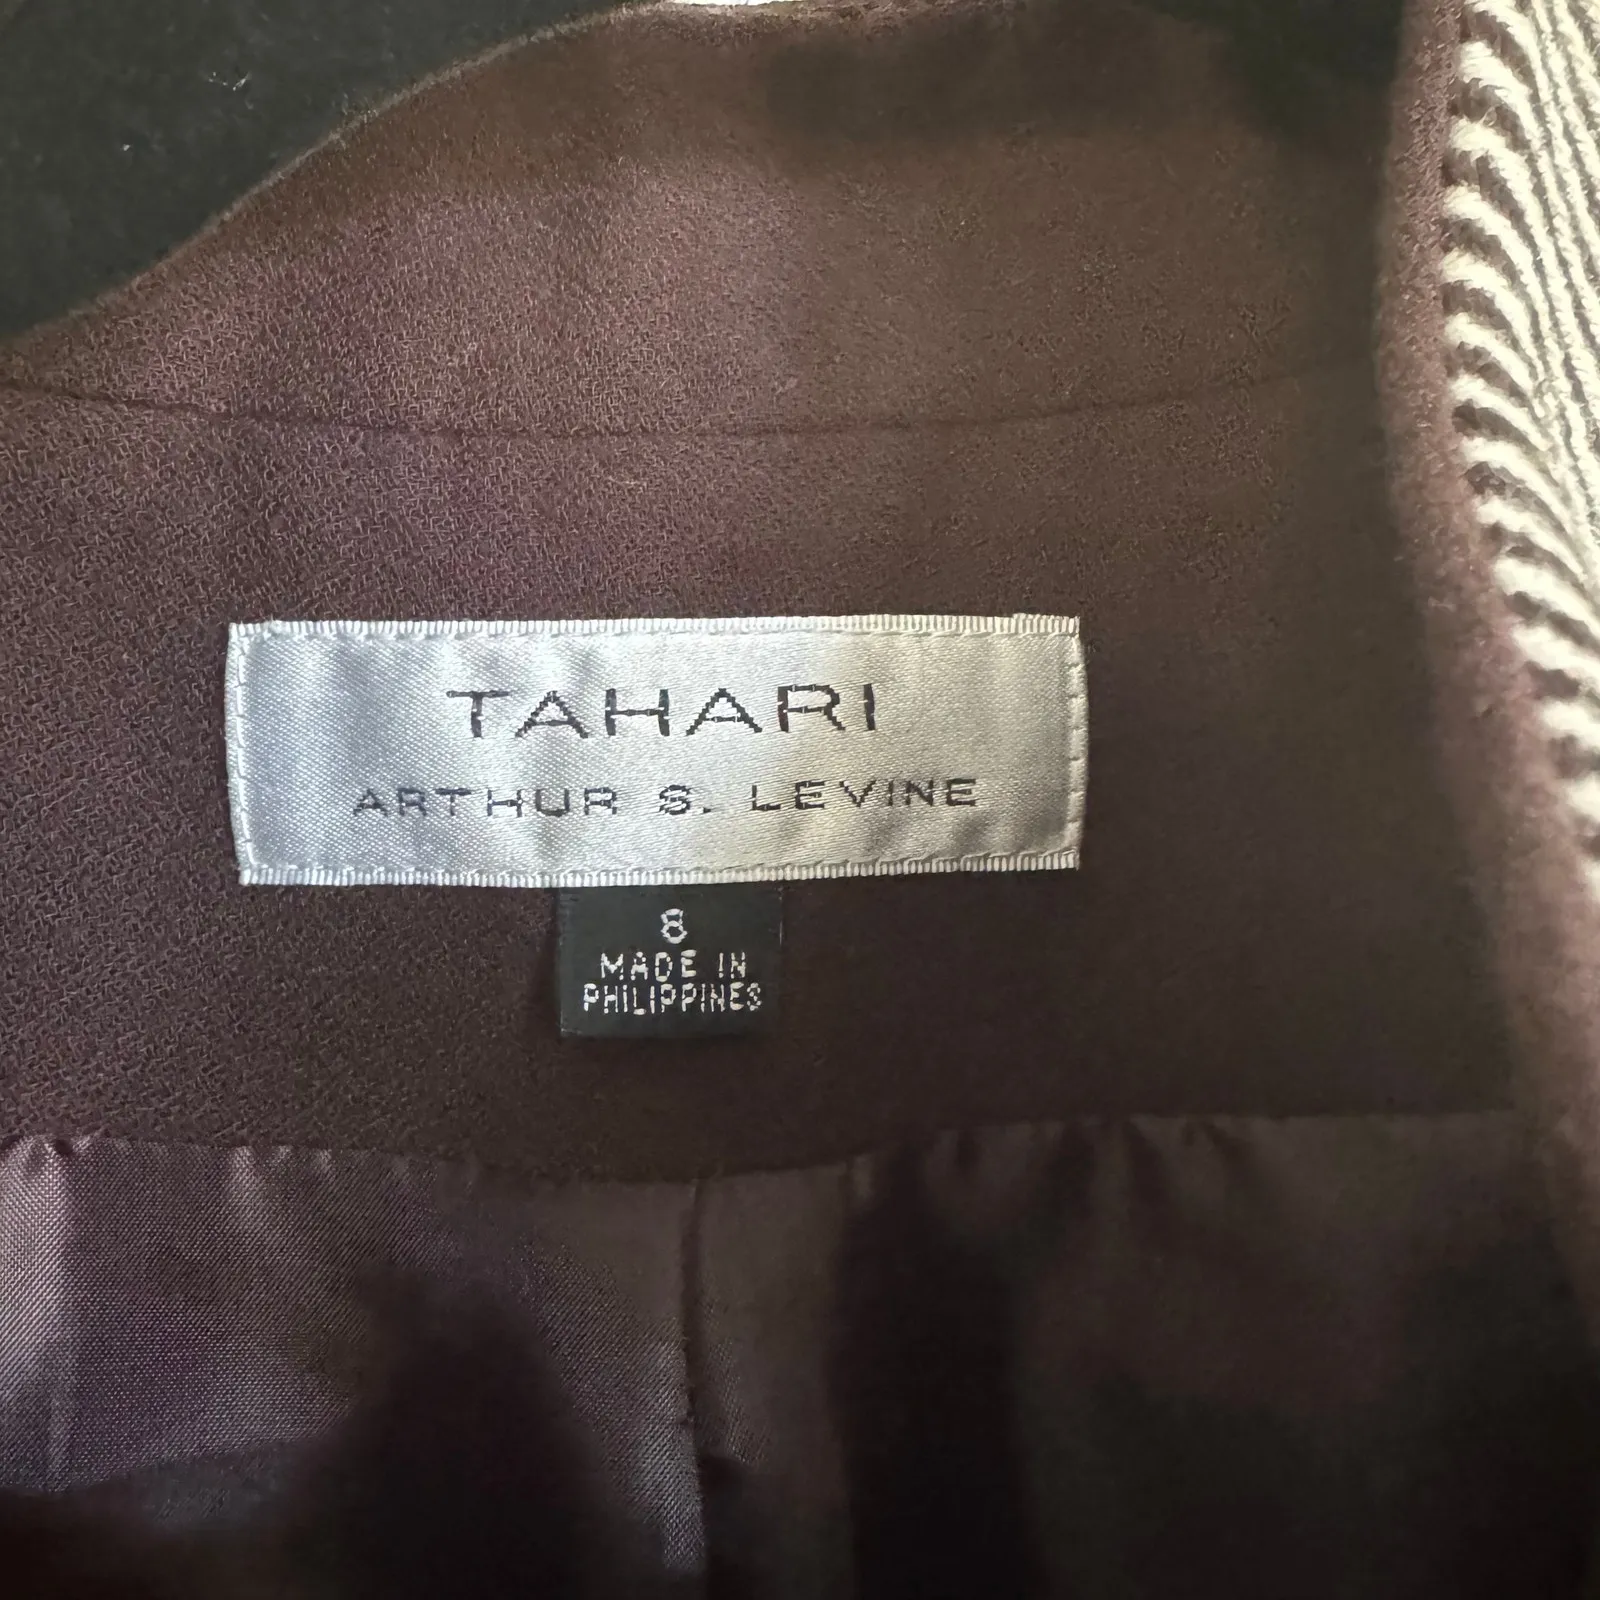 TAHARI
ARTHUR S. LEVINE
8
MADE IN
PHILIPPINES